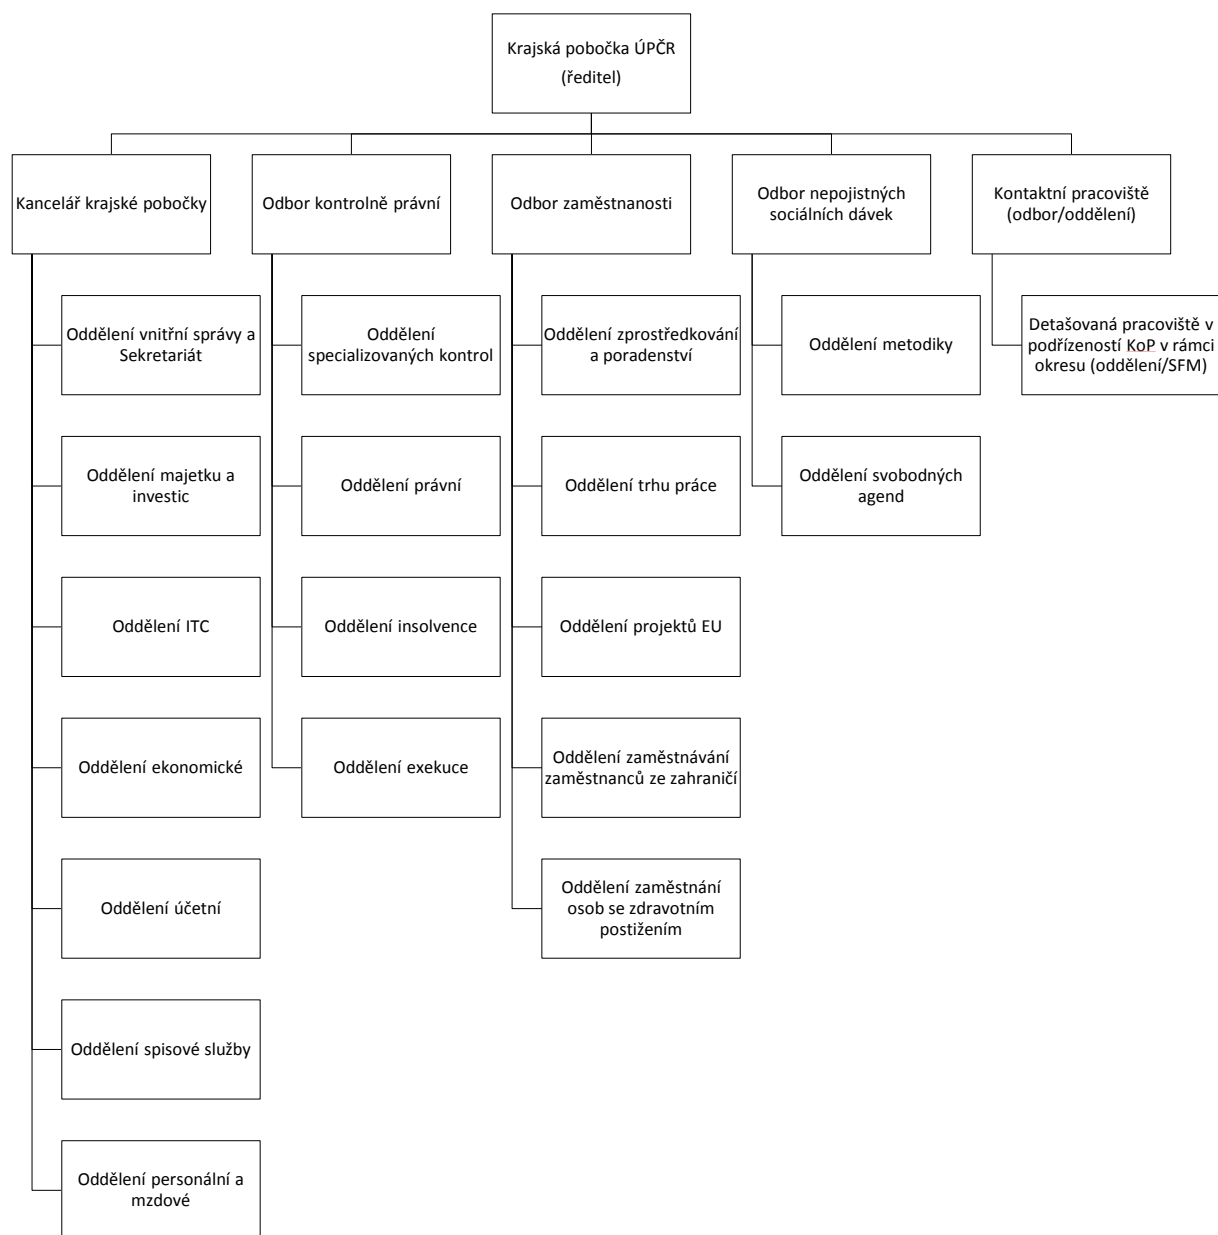 Krajská pobočka ÚPČR
(ředitel)
Kancelář krajské pobočky
Odbor kontrolně právní
Odbor zaměstnanosti
Odbor nepojistných
sociálních dávek
Kontaktní pracoviště
(odbor/oddělení)
Oddělení vnitřní správy a
Sekretariát
Oddělení
specializovaných kontrol
Oddělení zprostředkování
a poradenství
Oddělení metodiky
Detašovaná pracoviště v
podřízeností KoP v rámci
okresu (oddělení/SFM)
Oddělení majetku a
investic
Oddělení právní
Oddělení trhu práce
Oddělení svobodných
agend
Oddělení ITC
Oddělení insolvence
Oddělení projektů EU
Oddělení ekonomické
Oddělení exekuce
Oddělení zaměstnávání
zaměstnanců ze zahraničí
Oddělení účetní
Oddělení zaměstnání
osob se zdravotním
postižením
Oddělení spisové služby
Oddělení personální a
mzdové